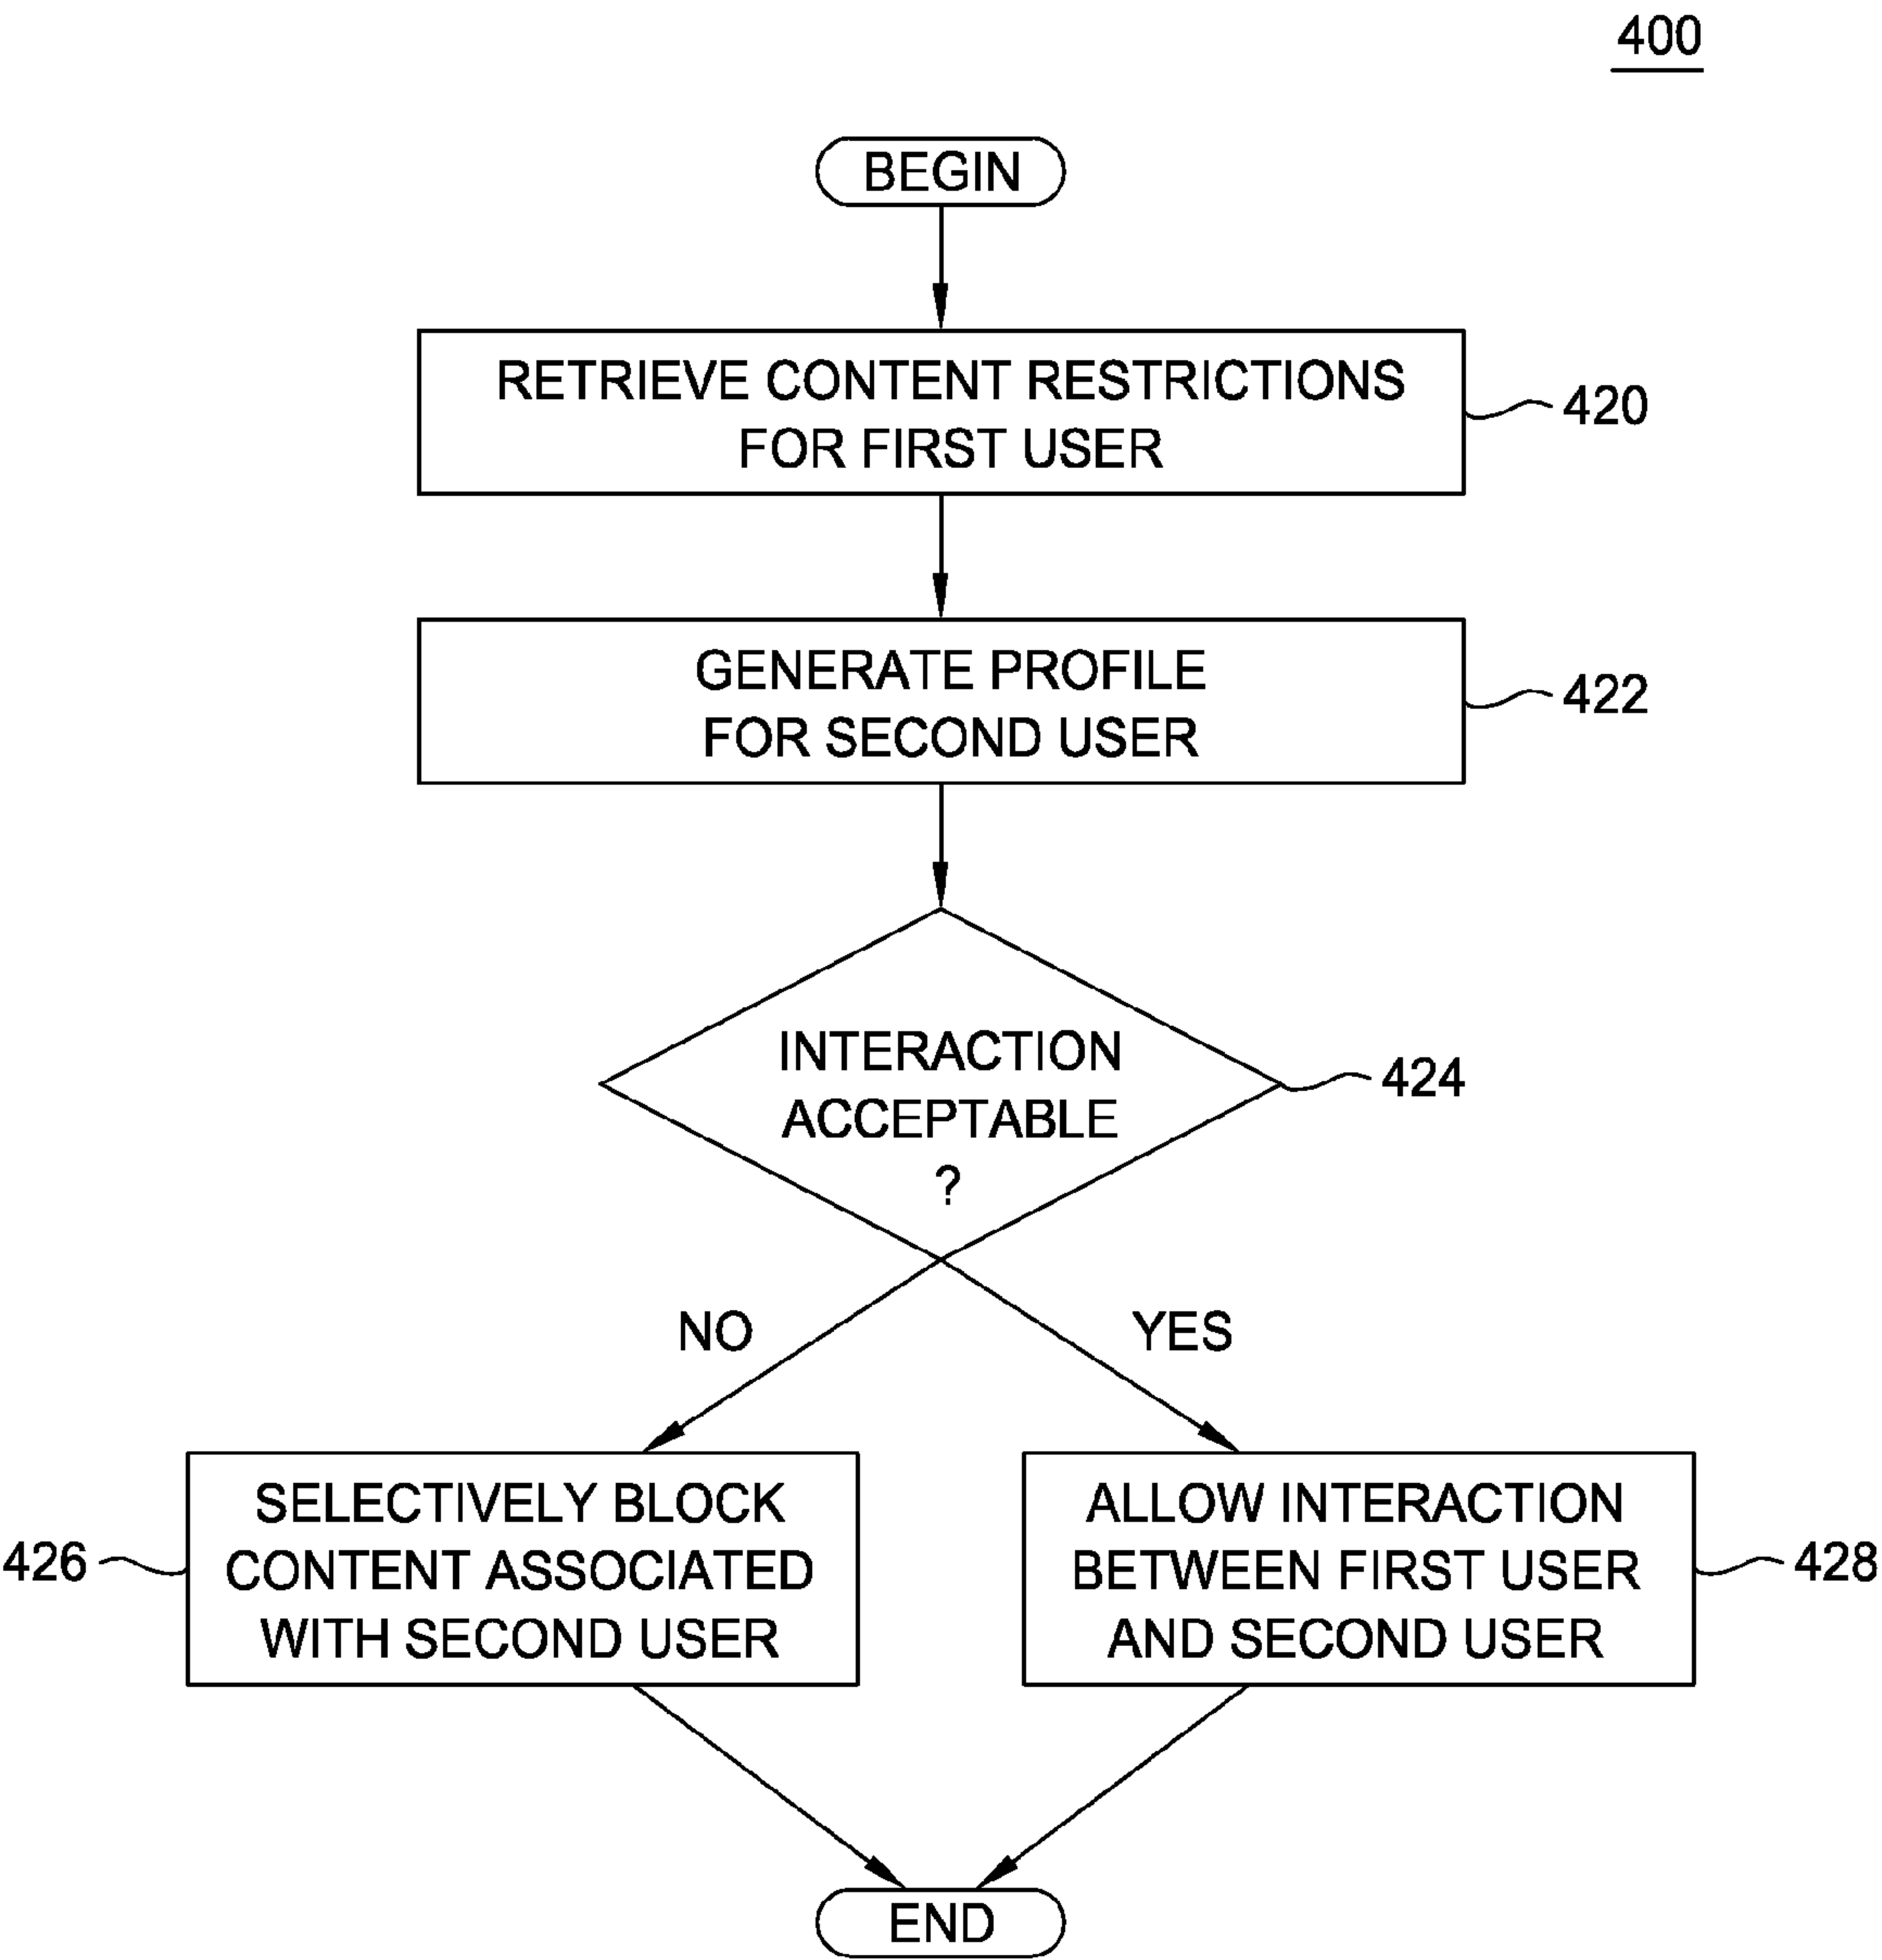 400
BEGIN
RETRIEVE CONTENT RESTRICTIONS
FOR FIRST USER
420
GENERATE PROFILE
FOR SECOND USER
422
INTERACTION
ACCEPTABLE
?
424
NO
YES
SELECTIVELY BLOCK
CONTENT ASSOCIATED
WITH SECOND USER
426
ALLOW INTERACTION
BETWEEN FIRST USER
AND SECOND USER
428
END